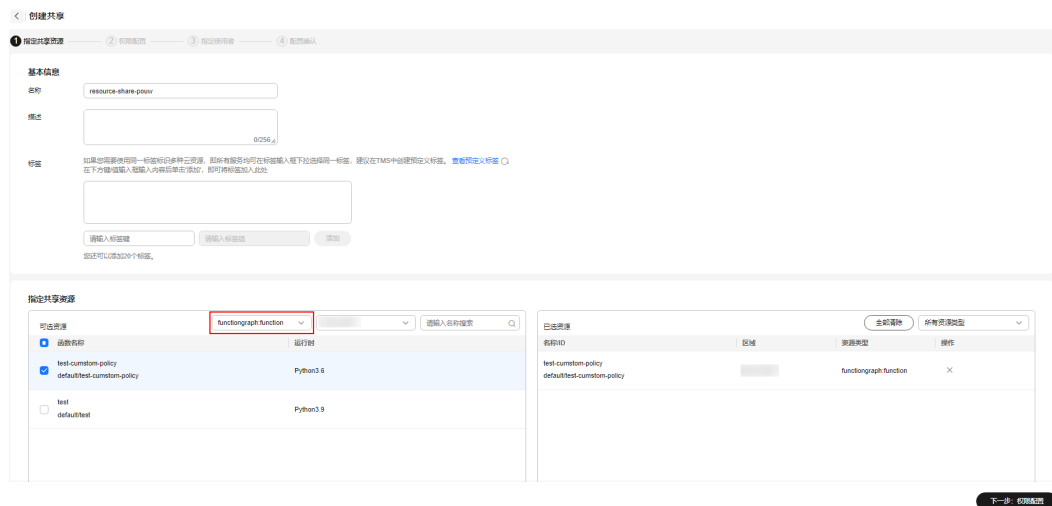 创建共享
1 指定共享资源 2 权限配置 3 指定使用者 4 配置确认
基本信息
名称 resource-share-pouw
描述
0/256
标签 如果您需要使用同一标签标识多种云资源，即所有服务均可在标签输入框下拉选择同一标签，建议在TMS中创建预定义标签。 查看预定义标签
在下方键/值输入框输入内容后单击'添加'，即可将标签加入此处
请输入标签键 请输入标签值 添加
您还可以添加20个标签。
指定共享资源
可选资源 functiongraph:function 请输入名称搜索
函数名称 运行时
test-cumstom-policy
default/test-cumstom-policy
Python3.6
test
default/test
Python3.9
已选资源 全部清除 所有资源类型
名称/ID 区域 资源类型 操作
test-cumstom-policy
default/test-cumstom-policy
functiongraph:function
下一步：权限配置